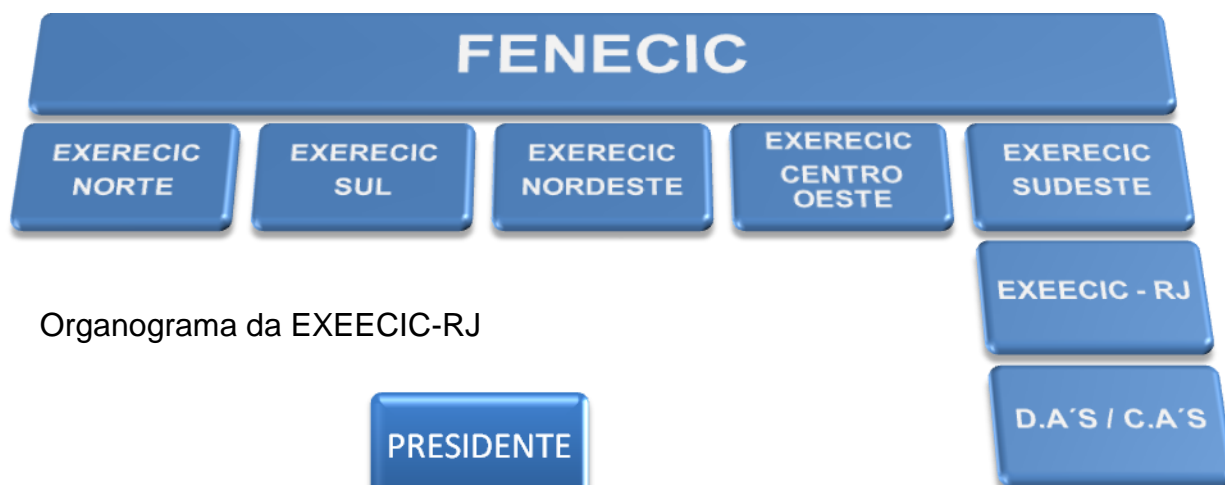 FENECIC
EXERECIC
NORTE
EXERECIC
SUL
EXERECIC
NORDESTE
EXERECIC
CENTRO
OESTE
EXERECIC
SUDESTE
EXEECIC - RJ
Organograma da EXEECIC-RJ
D.A´S / C.A´S
PRESIDENTE